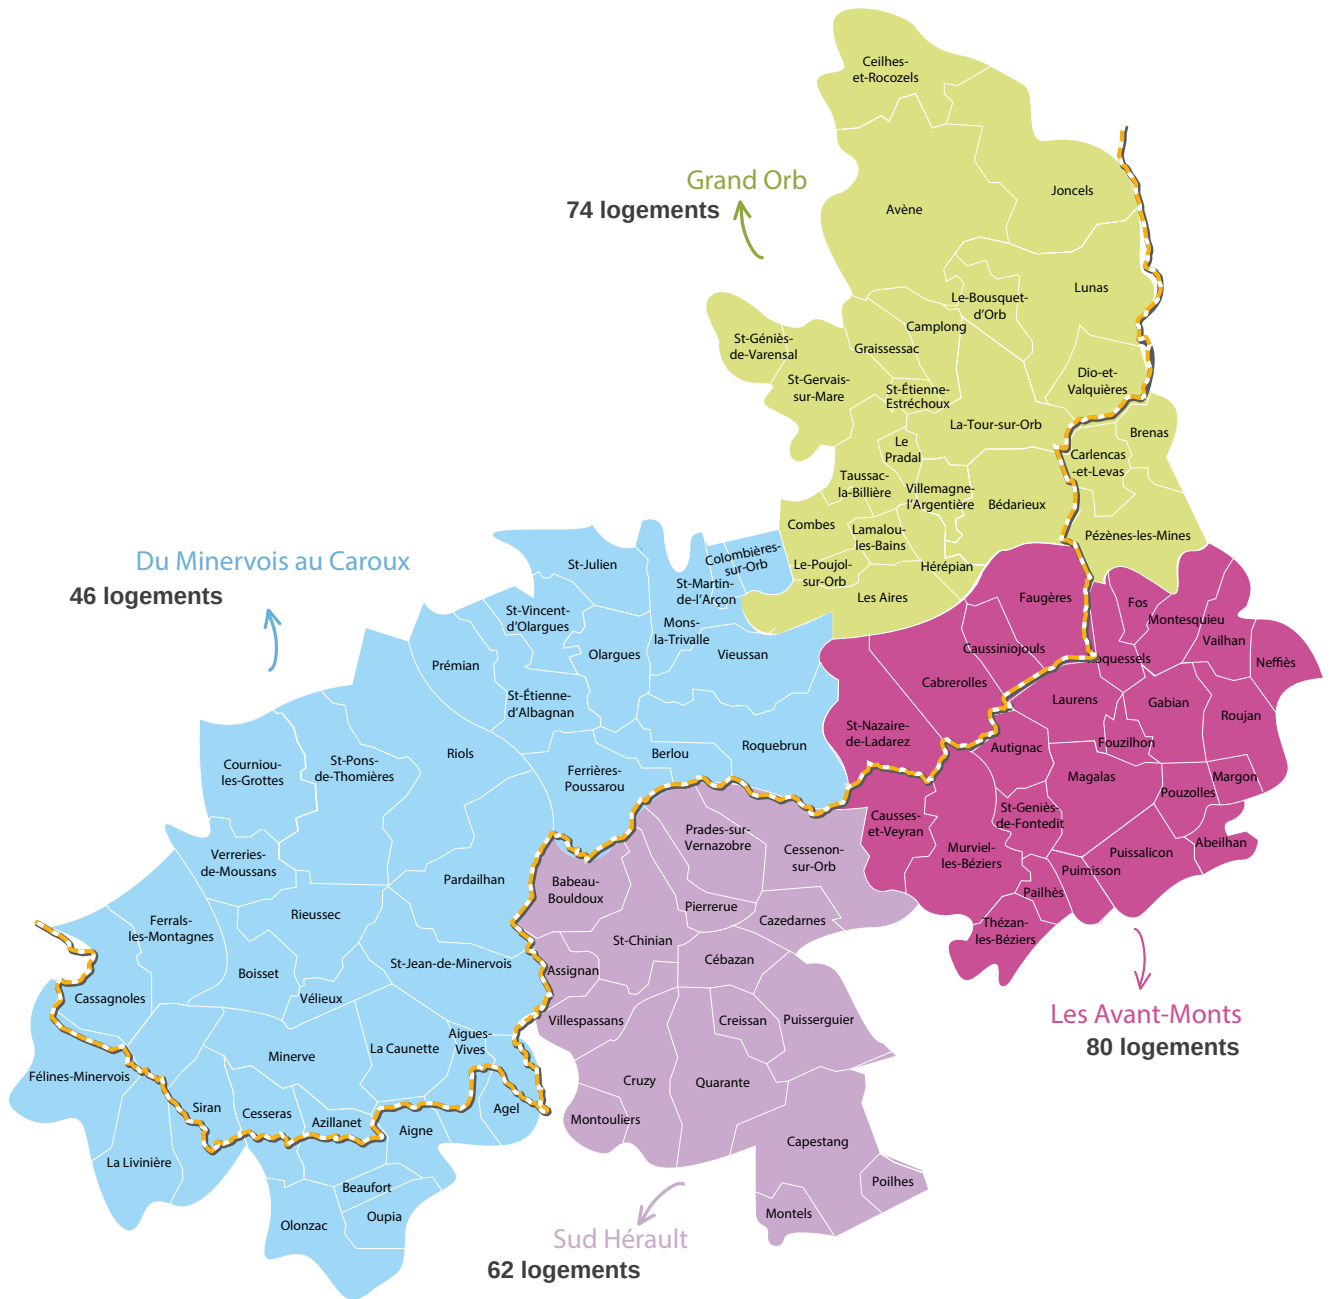 Ceilhes-
et-Rocozels
Grand Orb
74 logements
Avène
Joncels
Lunas
Le-Bousquet-
d'Orb
Camplong
Graissessac
St-Géniès-
de-Varensal
St-Gervais-
sur-Mare
St-Étienne-
Estréchoux
Dio-et-
Valquières
La-Tour-sur-Orb
Brenas
Le
Pradal
Carlencas
-et-Levas
Taussac-
la-Billière
Villemagne-
l'Argentière
Bédarieux
Combes
Lamalou-
les-Bains
Pézènes-les-Mines
Le-Poujol-
sur-Orb
Hérépian
Les Aires
Du Minervois au Caroux
46 logements
St-Julien
Colombières-
sur-Orb
St-Martin-
de-l'Arçon
St-Vincent-
d'Olargues
Mons-
la-Trivalle
Olargues
Vieussan
Prémian
St-Étienne-
d'Albagnan
Berlou
Roquebrun
Riols
Ferrières-
Poussarou
St-Pons-
de-Thomières
Courniou-
les-Grottes
Verreries-
de-Moussans
Pardailhan
Rieussec
Ferrals-
les-Montagnes
Boisset
St-Jean-de-Minervois
Vélieux
Cassagnoles
Minerve
La Caunette
Aigues-
Vives
Félines-Minervois
Siran
Cesseras
Azillanet
Aigne
Agel
La Livinière
Beaufort
Oupia
Olonzac
Faugères
Fos
Montesquieu
Vailhan
Neffiès
Caussiniojouls
Roquessels
Cabrerolles
Laurens
Gabian
Roujan
St-Nazaire-
de-Ladarez
Autignac
Fouzilhon
Magalas
Margon
Pouzolles
Causses-
et-Veyran
St-Geniès-
de-Fontedit
Abeilhan
Murviel-
les-Béziers
Puissalicon
Puimisson
Pailhès
Thézan-
les-Béziers
Les Avant-Monts
80 logements
Prades-sur-
Vernazobre
Cessenon-
sur-Orb
Babeau-
Bouldoux
Pierrerue
Cazedarnes
St-Chinian
Cébazan
Assignan
Villespassans
Creissan
Puisserguier
Cruzy
Quarante
Montouliers
Capestang
Poilhes
Montels
Sud Hérault
62 logements